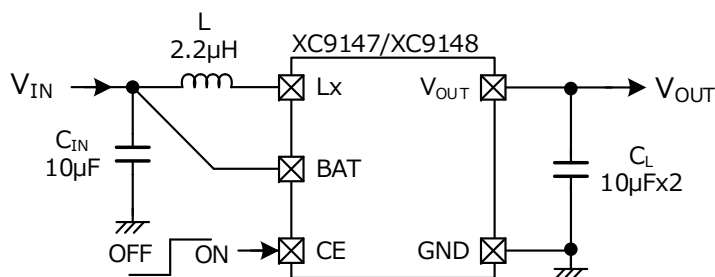 L
2.2µH
XC9147/XC9148
VIN
Lx
VOUT
VOUT
CIN
10µF
BAT
CL
10µFx2
OFF
ON
CE
GND